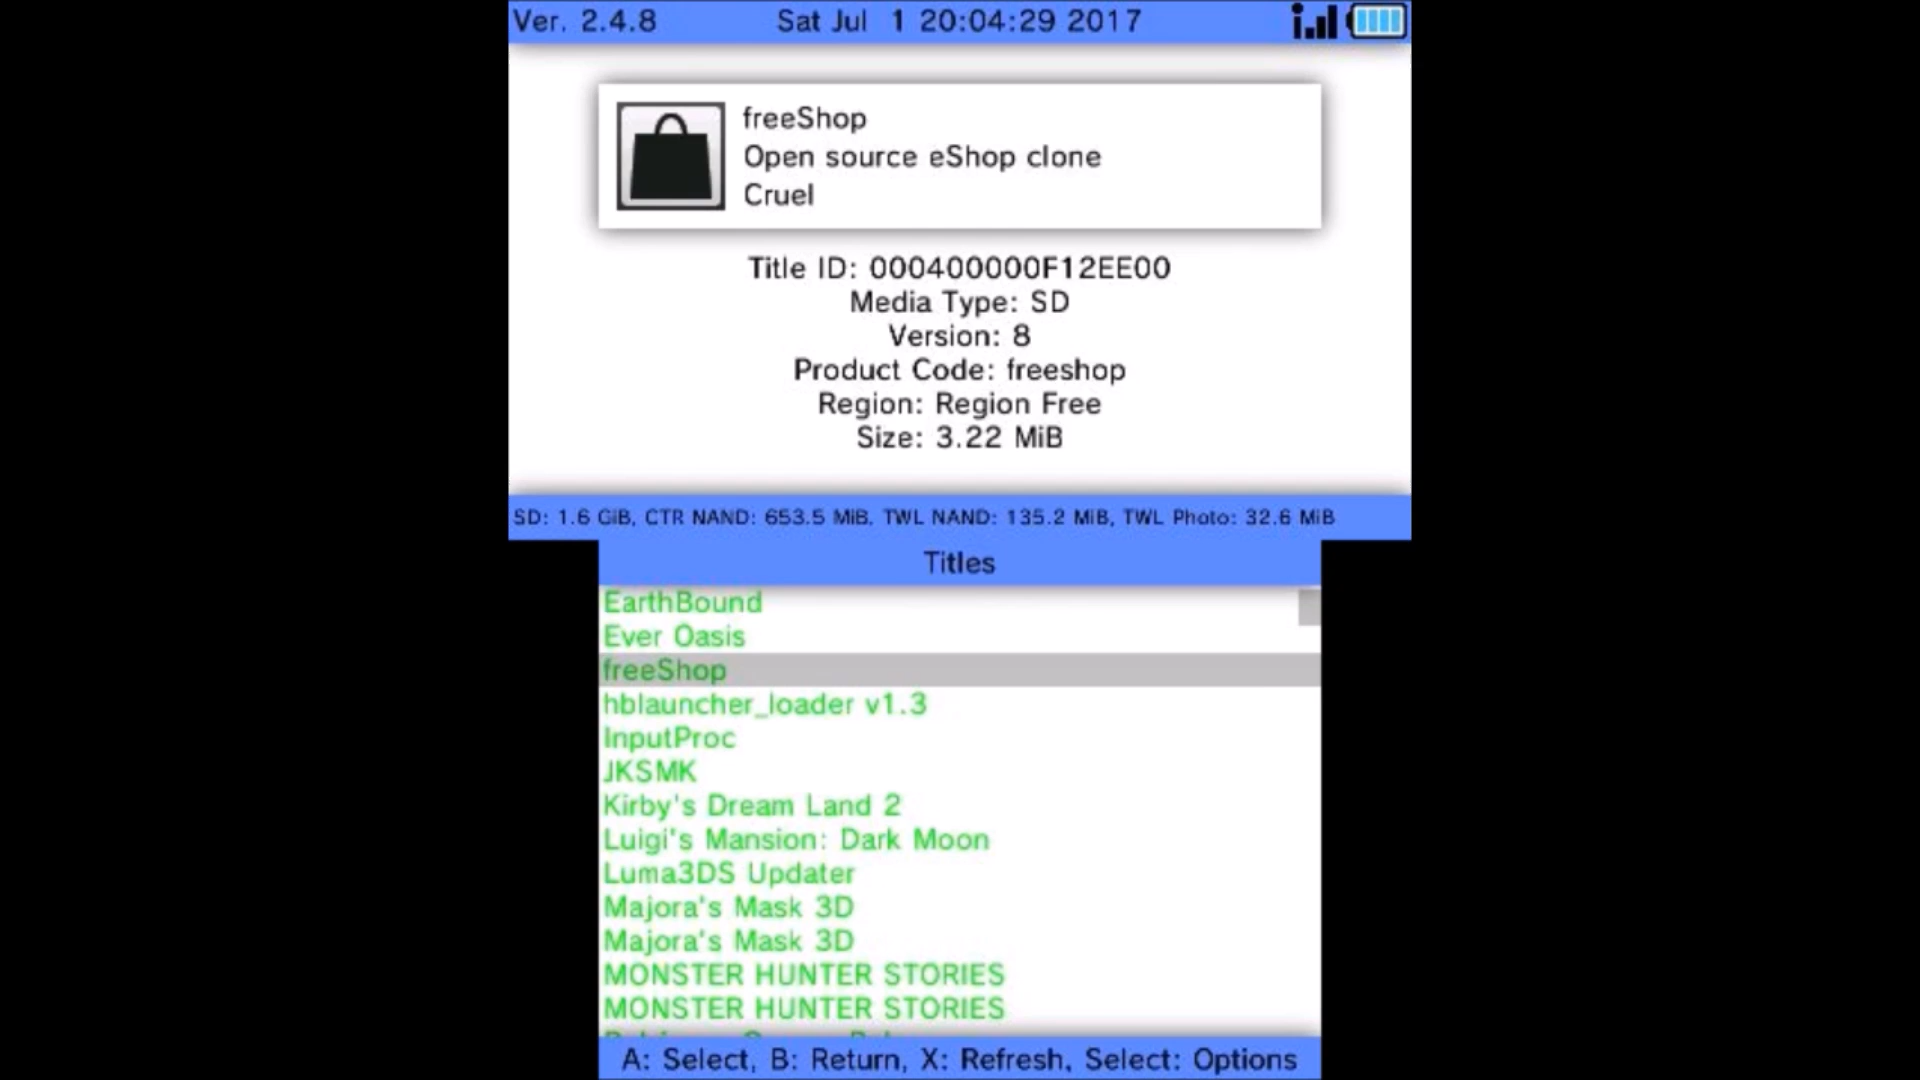 Ver. 2.4.8 Sat Jul 1 20:04:29 2017
freeShop
Open source eShop clone
Cruel
Title ID: 000400000F12EE00
Media Type: SD
Version: 8
Product Code: freeshop
Region: Region Free
Size: 3.22 MiB
SD: 1.6 GiB, CTR NAND: 653.5 MiB, TWL NAND: 135.2 MiB, TWL Photo: 32.6 MiB
Titles
EarthBound
Ever Oasis
freeShop
hblauncher_loader v1.3
InputProc
JKSMK
Kirby's Dream Land 2
Luigi's Mansion: Dark Moon
Luma3DS Updater
Majora's Mask 3D
Majora's Mask 3D
MONSTER HUNTER STORIES
MONSTER HUNTER STORIES
A: Select, B: Return, X: Refresh, Select: Options